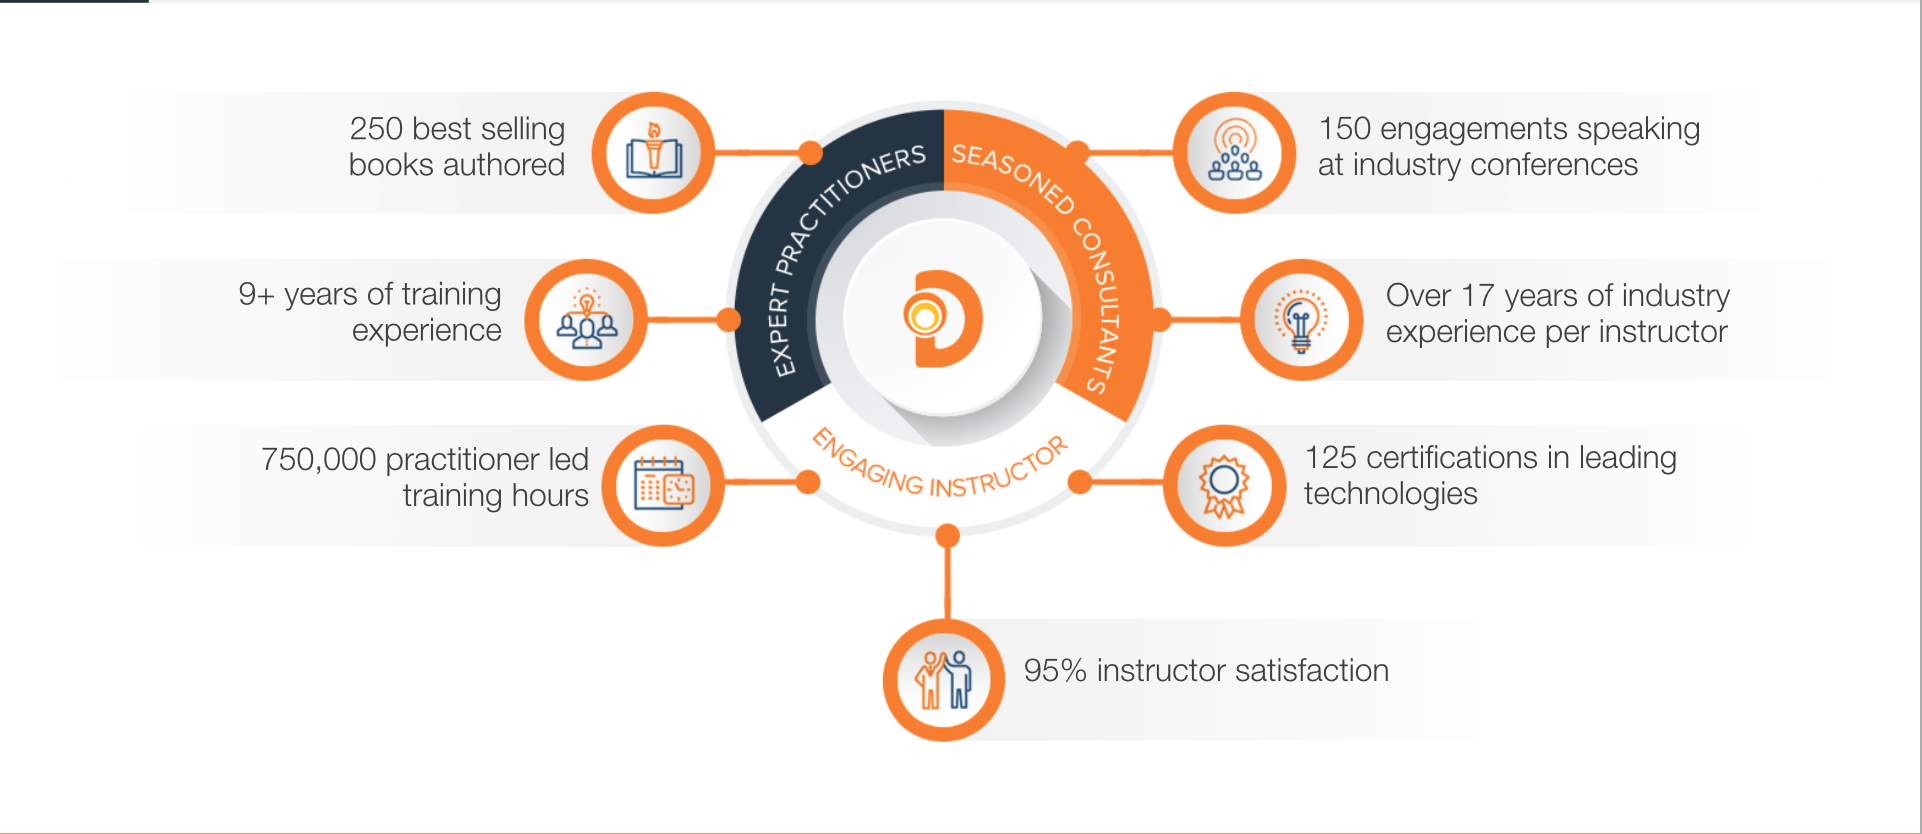 250 best selling
books authored
9+ years of training
experience
750,000 practitioner led
training hours
EXPERT PRACTITIONERS
SEASONED CONSULTANTS
ENGAGING INSTRUCTOR
150 engagements speaking
at industry conferences
Over 17 years of industry
experience per instructor
125 certifications in leading
technologies
95% instructor satisfaction